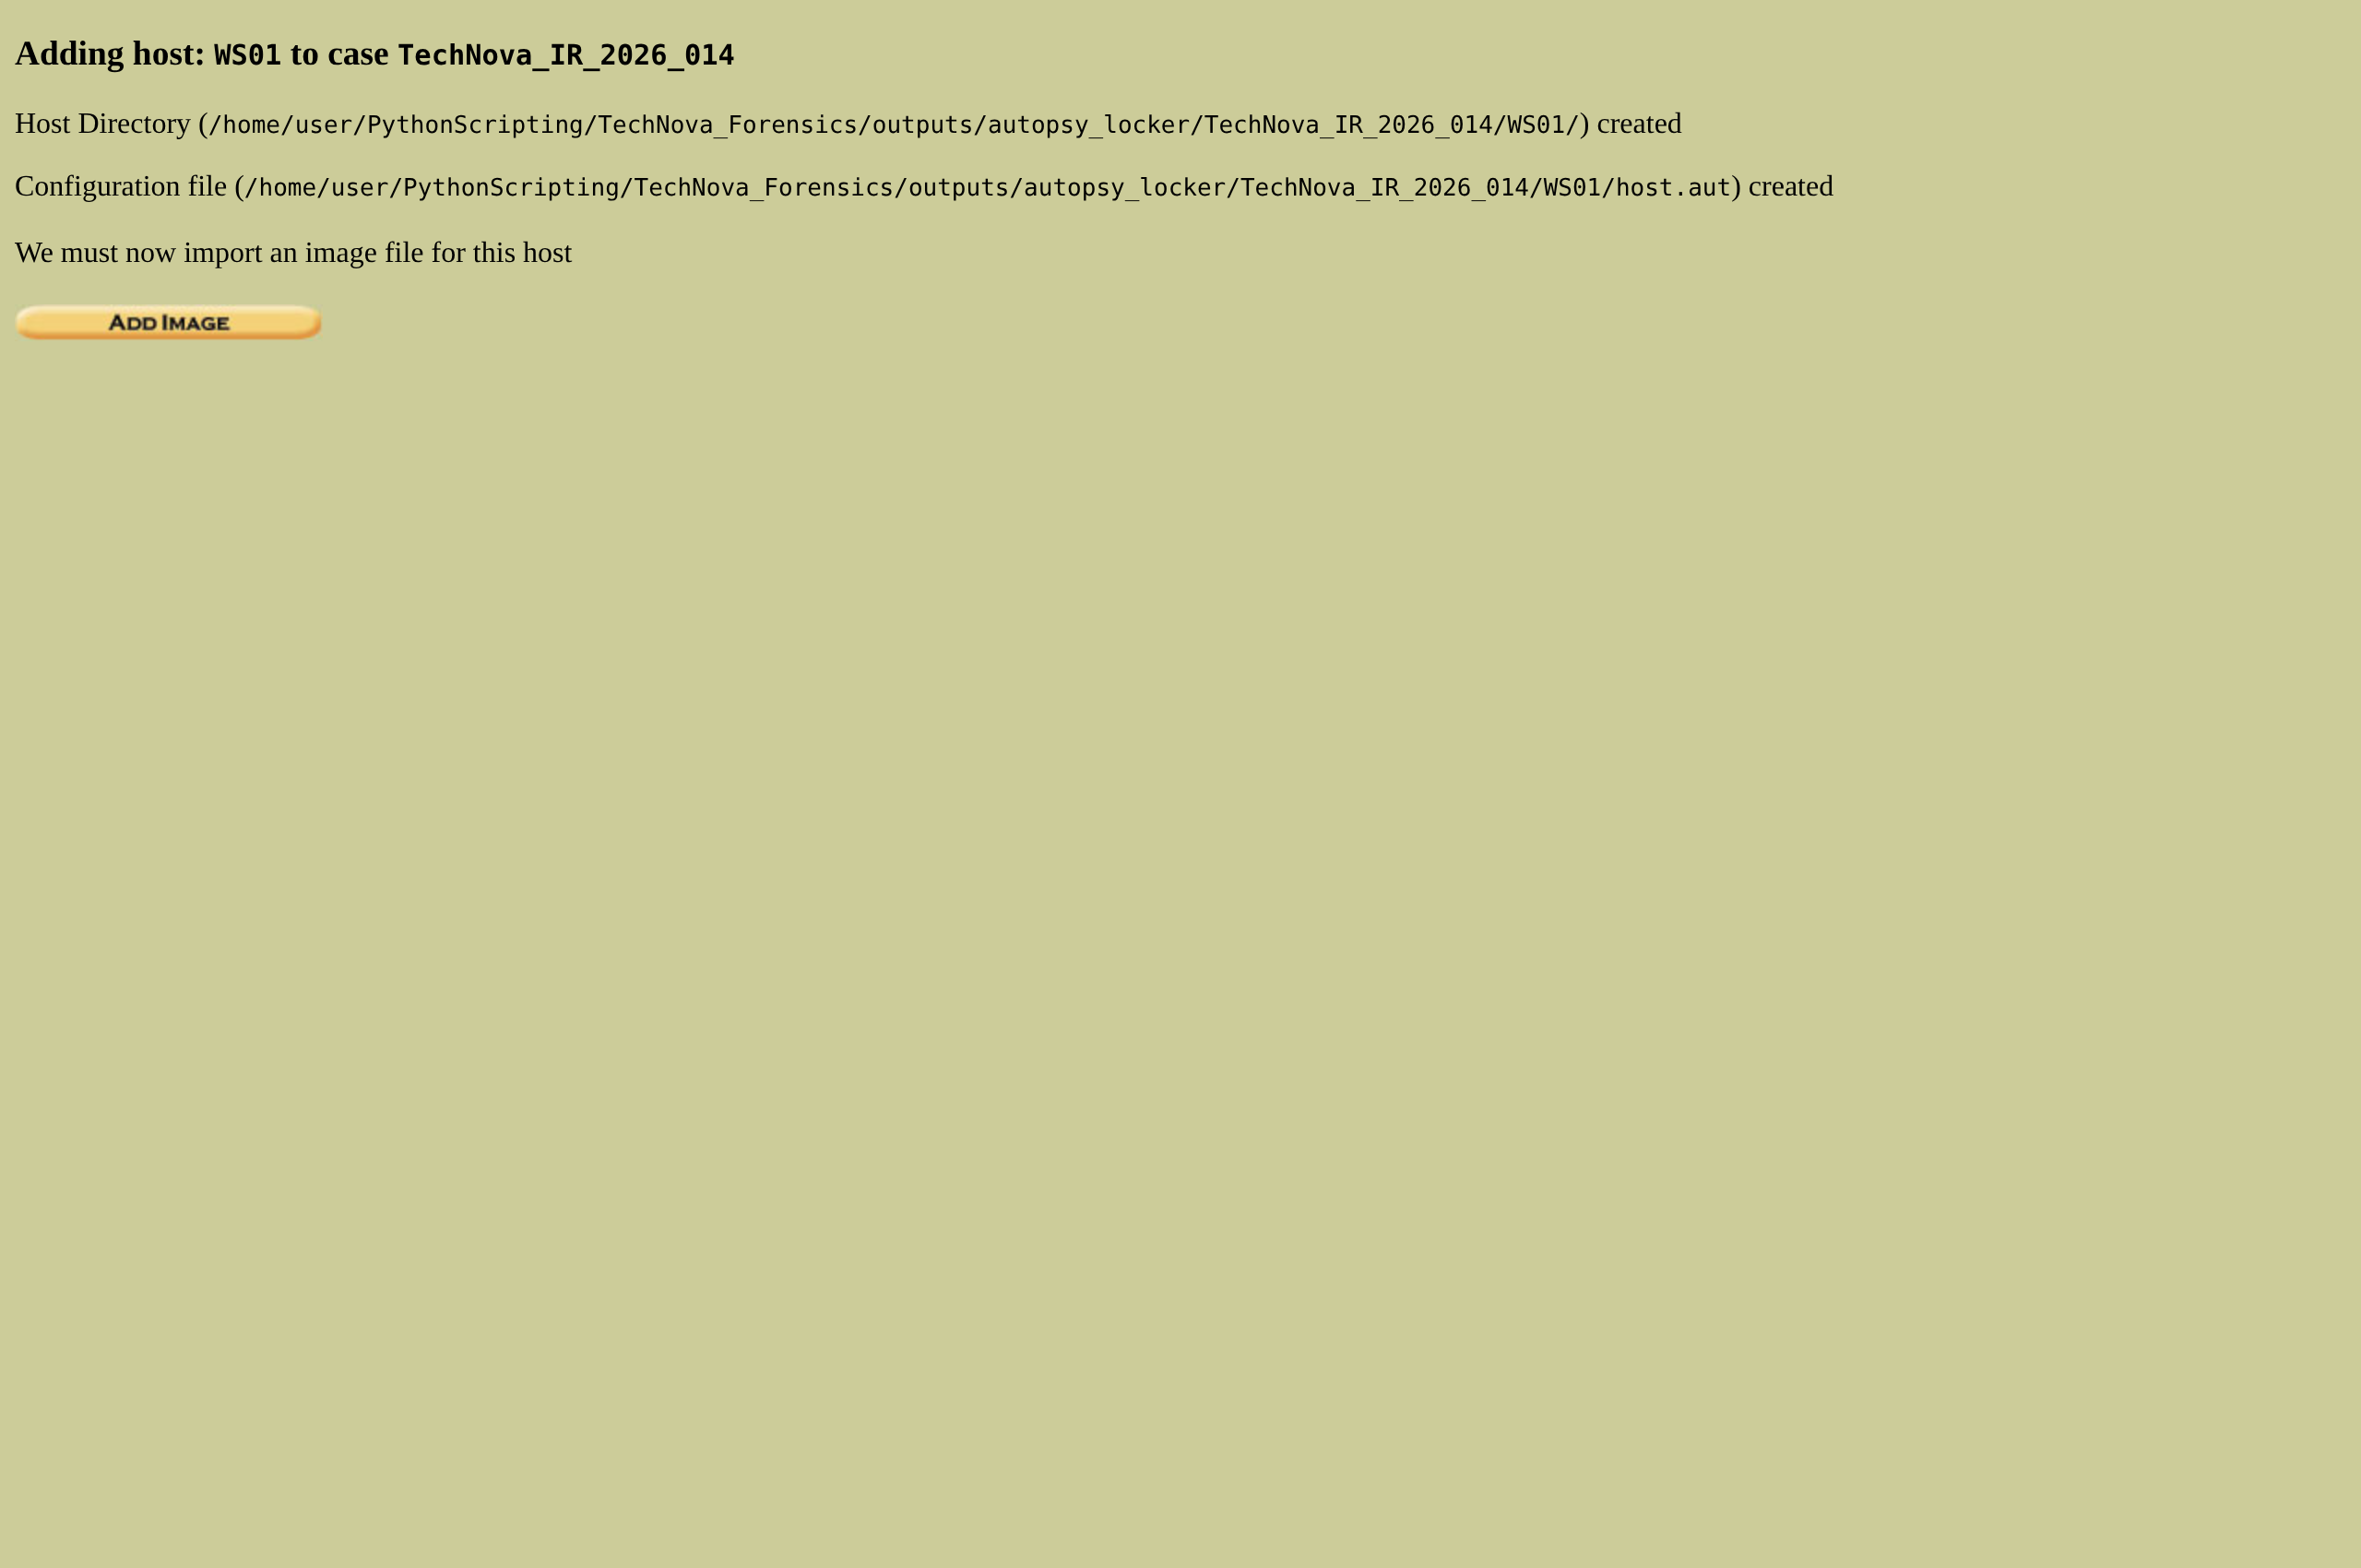 Adding host: WS01 to case TechNova_IR_2026_014
Host Directory (/home/user/PythonScripting/TechNova_Forensics/outputs/autopsy_locker/TechNova_IR_2026_014/WS01/) created
Configuration file (/home/user/PythonScripting/TechNova_Forensics/outputs/autopsy_locker/TechNova_IR_2026_014/WS01/host.aut) created
We must now import an image file for this host
ADD IMAGE